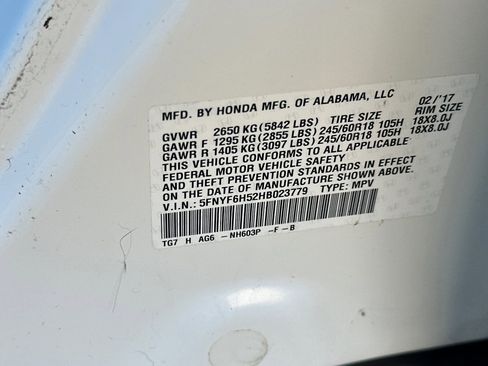 MFD. BY HONDA MFG. OF ALABAMA, LLC 02/'17
GVWR 2650 KG (5842 LBS) TIRE SIZE RIM SIZE
GAWR F 1295 KG (2855 LBS) 245/60R18 105H 18X8.0J
GAWR R 1405 KG (3097 LBS) 245/60R18 105H 18X8.0J
THIS VEHICLE CONFORMS TO ALL APPLICABLE
FEDERAL MOTOR VEHICLE SAFETY
AND THEFT PREVENTION STANDARDS IN EFFECT
ON THE DATE OF MANUFACTURE SHOWN ABOVE.
V.I.N.: 5FNYF6H52HB023779 TYPE: MPV
TG7 H AG6 -NH603P -F-B